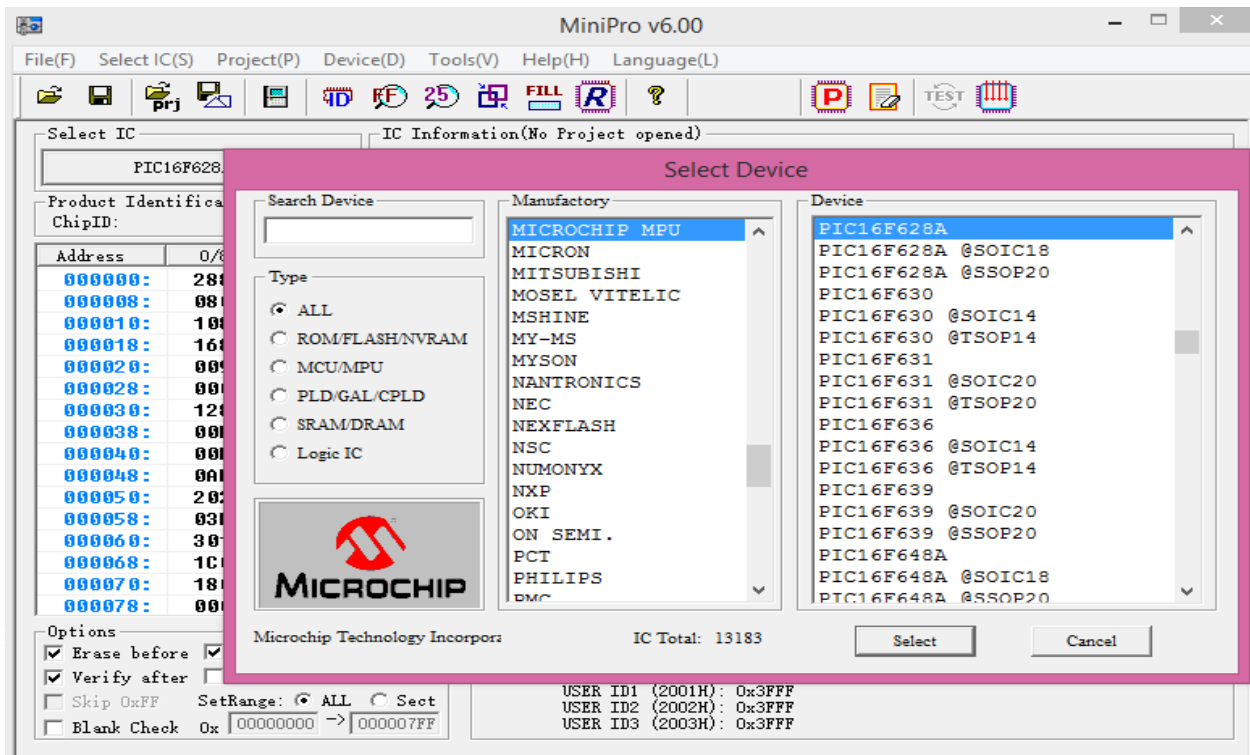 MiniPro v6.00
File(F) Select IC(S) Project(P) Device(D) Tools(V) Help(H) Language(L)
prj FILL TEST
Select IC
IC Information(No Project opened)
PIC16F628
Select Device
Product Identifica
ChipID:
Search Device
Manufactory
Device
Address 0/8
000000:
000008:
000010:
000018:
000020:
000028:
000030:
000038:
000040:
000048:
000050:
000058:
000060:
000068:
000070:
000078:
Type
ALL
ROM/FLASH/NVRAM
MCU/MPU
PLD/GAL/CPLD
SRAM/DRAM
Logic IC
MICROCHIP
Microchip Technology Incorpora
MICROCHIP MPU
MICRON
MITSUBISHI
MOSEL VITELIC
MSHINE
MY-MS
MYSON
NANTRONICS
NEC
NEXFLASH
NSC
NUMONYX
NXP
OKI
ON SEMI.
PCT
PHILIPS
PMC
PIC16F628A
PIC16F628A @SOIC18
PIC16F628A @SSOP20
PIC16F630
PIC16F630 @SOIC14
PIC16F630 @TSOP14
PIC16F631
PIC16F631 @SOIC20
PIC16F631 @TSOP20
PIC16F636
PIC16F636 @SOIC14
PIC16F636 @TSOP14
PIC16F639
PIC16F639 @SOIC20
PIC16F639 @SSOP20
PIC16F648A
PIC16F648A @SOIC18
PIC16F648A @SSOP20
IC Total: 13183
Select
Cancel
Options
Erase before
Verify after
Skip 0xFF
SetRange: ALL Sect
Blank Check 0x 00000000 -> 000007FF
USER ID1 (2001H): 0x3FFF
USER ID2 (2002H): 0x3FFF
USER ID3 (2003H): 0x3FFF